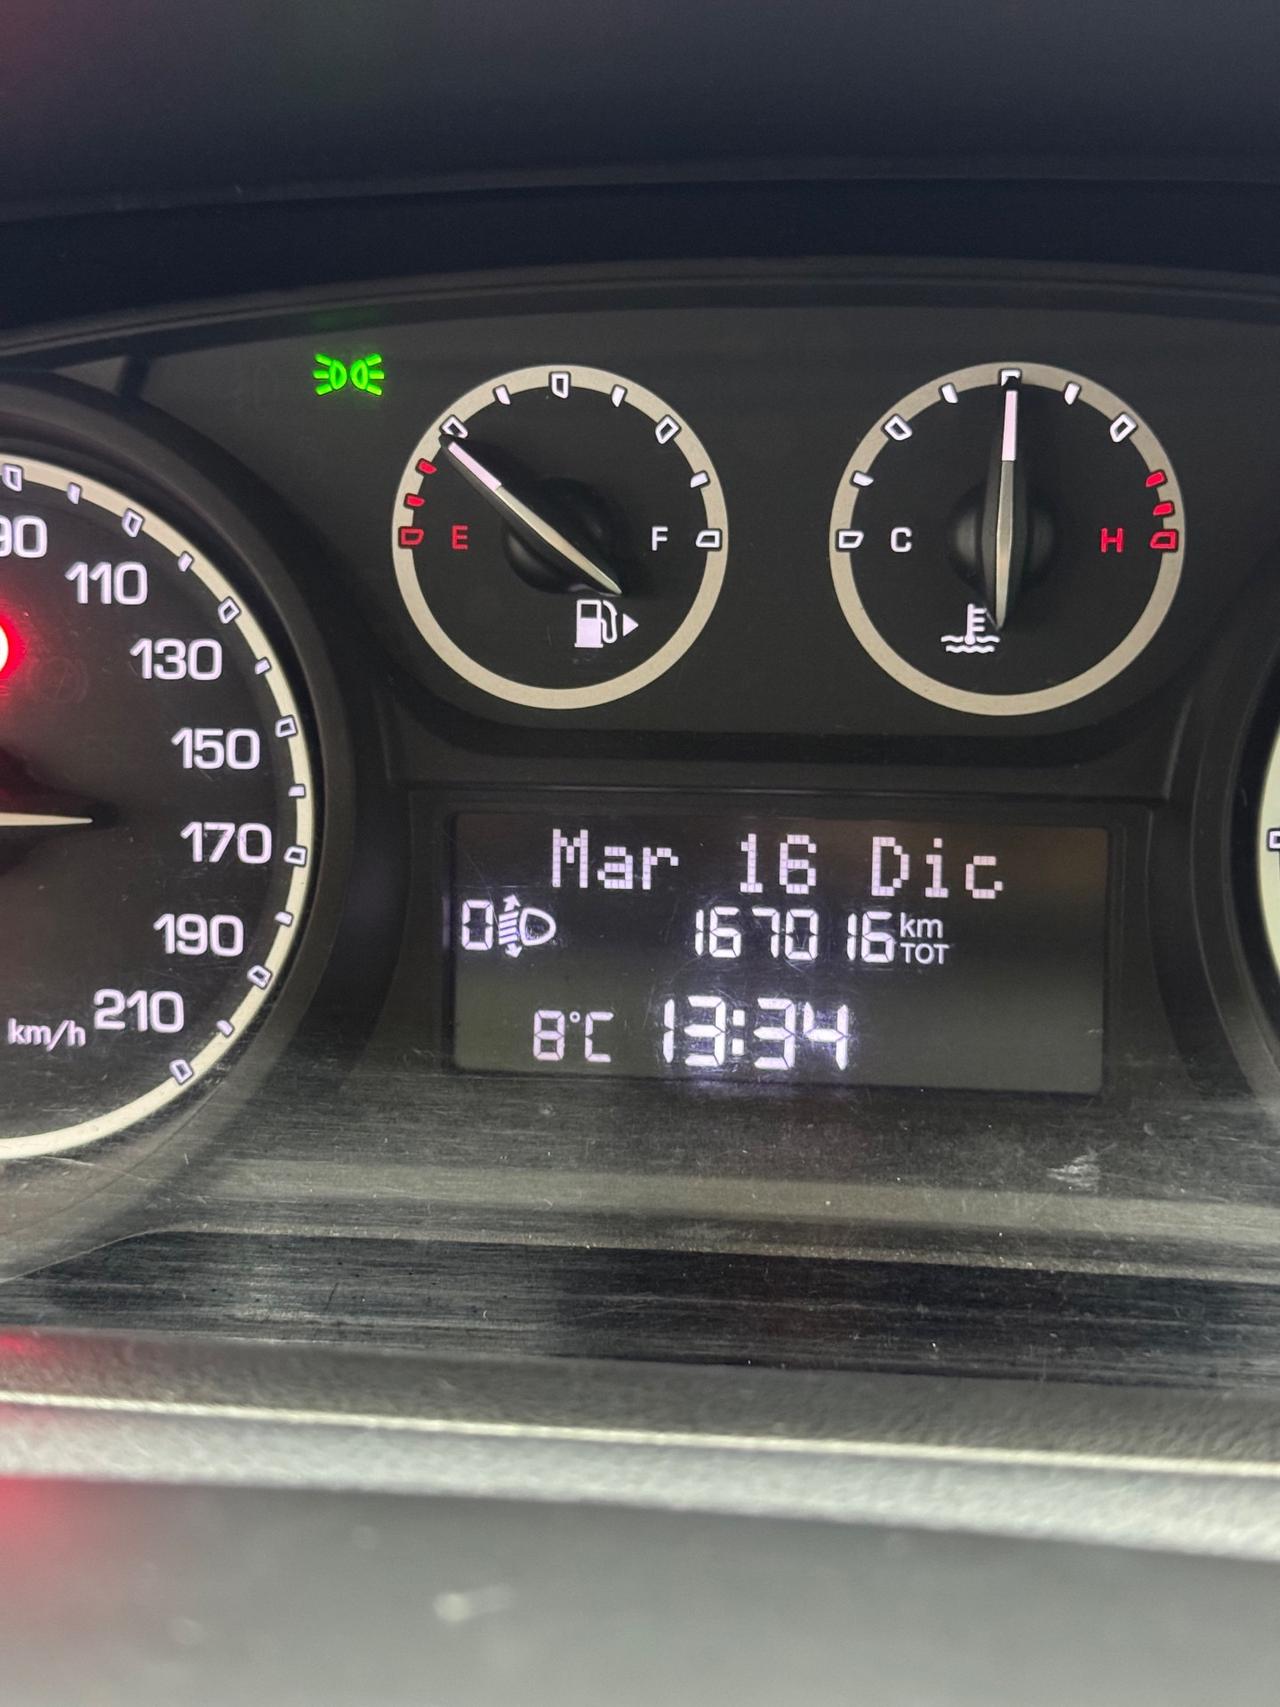 90
110
130
150
170
190
210
km/h
E
F
C
H
Mar 16 Dic
0
167016 km TOT
8°C 13:34